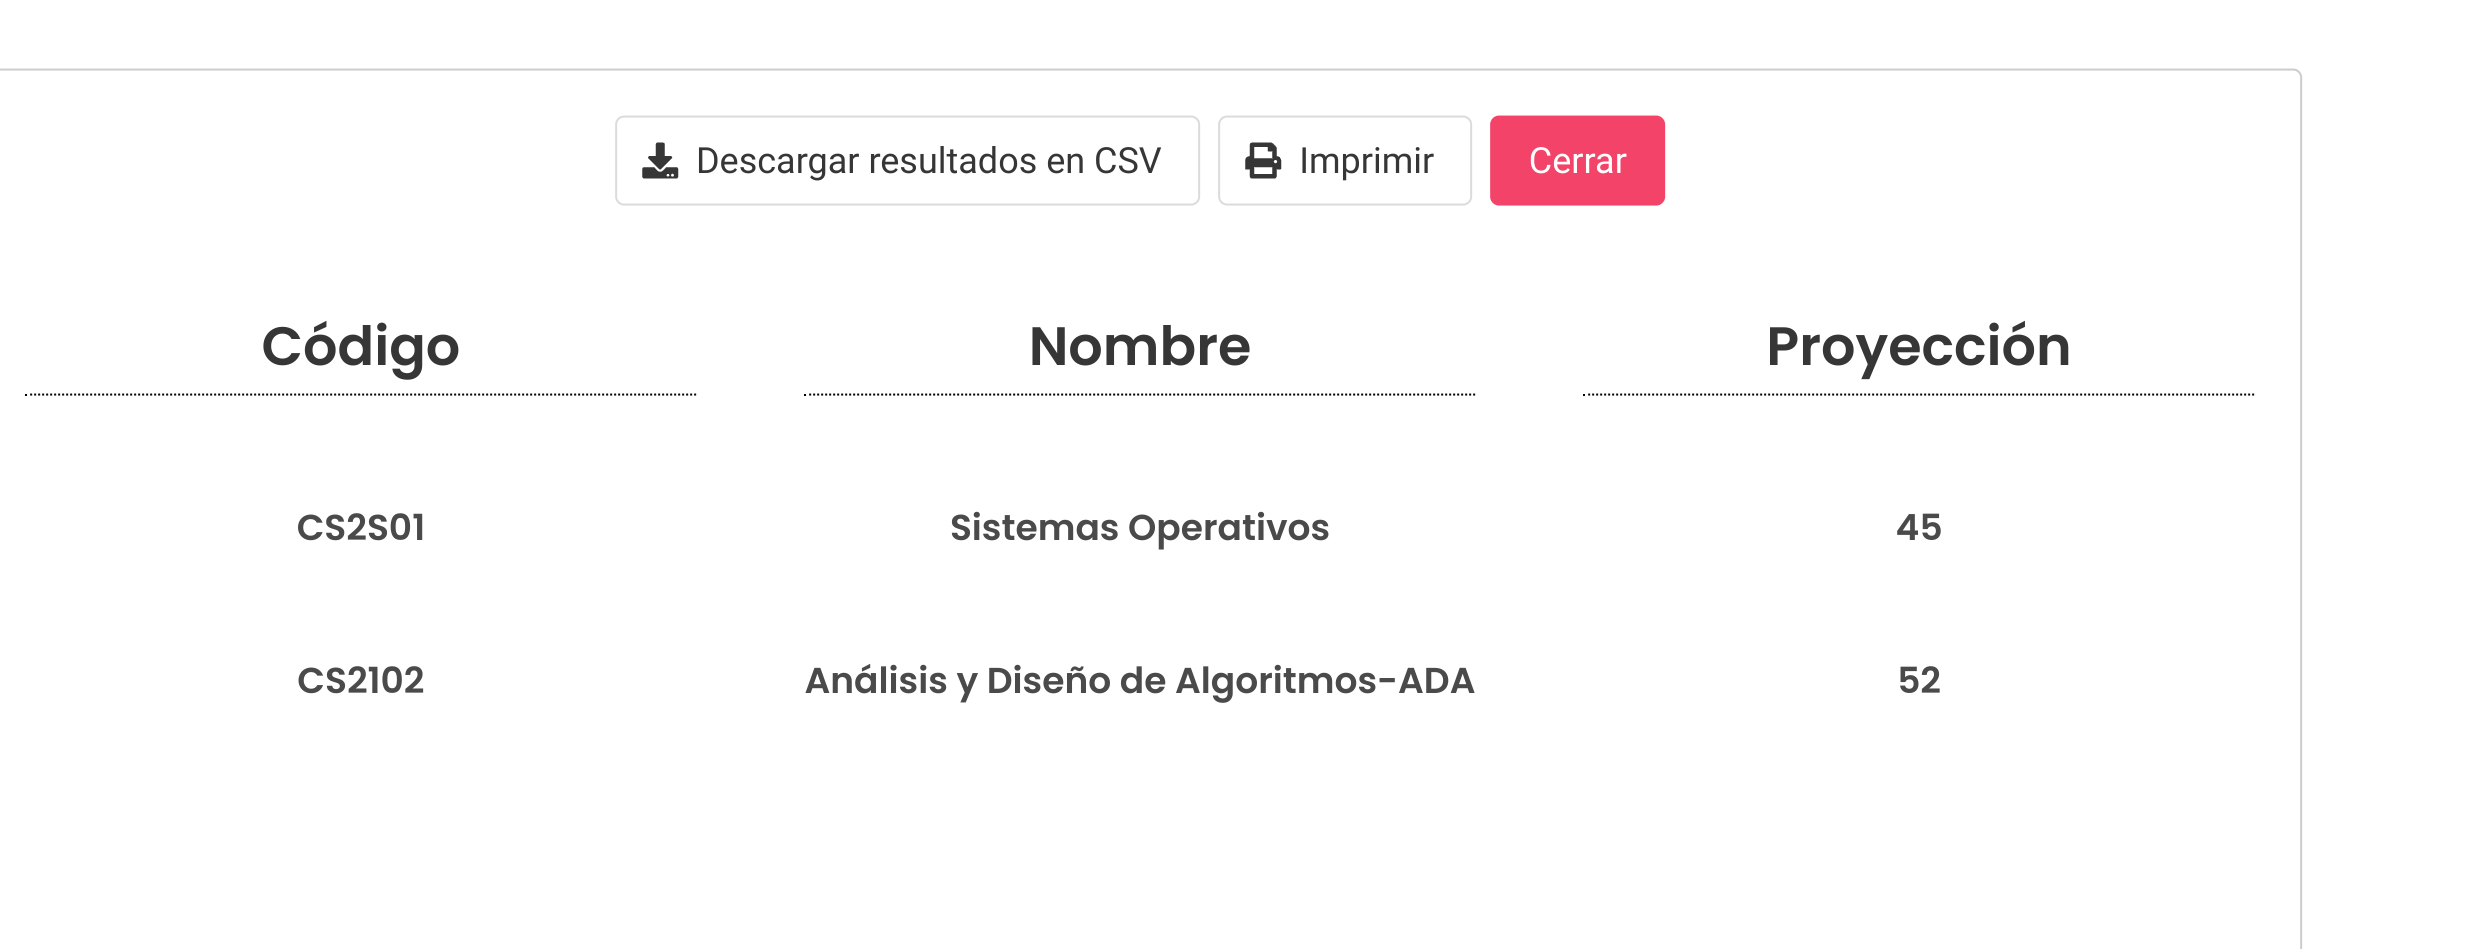 Descargar resultados en CSV Imprimir Cerrar
Código Nombre Proyección
CS2S01 Sistemas Operativos 45
CS2102 Análisis y Diseño de Algoritmos-ADA 52